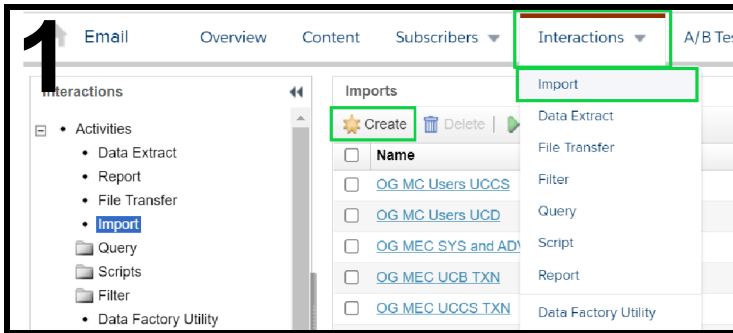 1
Email Overview Content Subscribers Interactions A/B Tes
Interactions
Activities
Data Extract
Report
File Transfer
Import
Query
Scripts
Filter
Data Factory Utility
Imports
Create Delete
Name
OG MC Users UCCS
OG MC Users UCD
OG MEC SYS and ADV
OG MEC UCB TXN
OG MEC UCCS TXN
Import
Data Extract
File Transfer
Filter
Query
Script
Report
Data Factory Utility